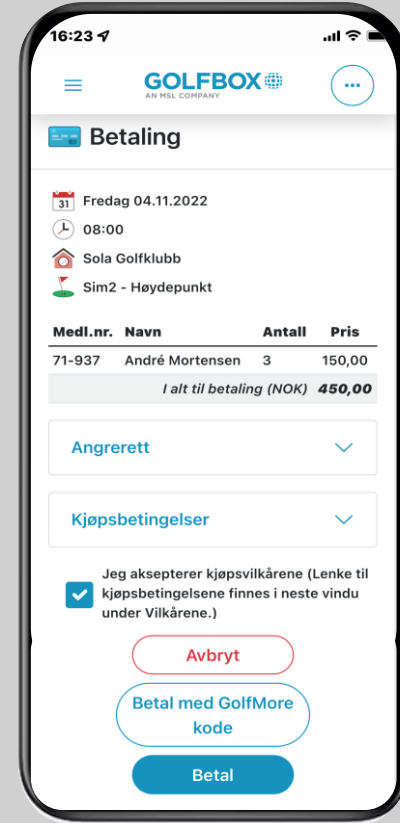 16:23
GOLFBOX
AN MSL COMPANY
Betaling
31 Fredag 04.11.2022
08:00
Sola Golfklubb
Sim2 - Høydepunkt
Medl.nr. Navn Antall Pris
71-937 André Mortensen 3 150,00
I alt til betaling (NOK) 450,00
Angrerett
Kjøpsbetingelser
Jeg aksepterer kjøpsvilkårene (Lenke til
kjøpsbetingelsene finnes i neste vindu
under Vilkårene.)
Avbryt
Betal med GolfMore
kode
Betal